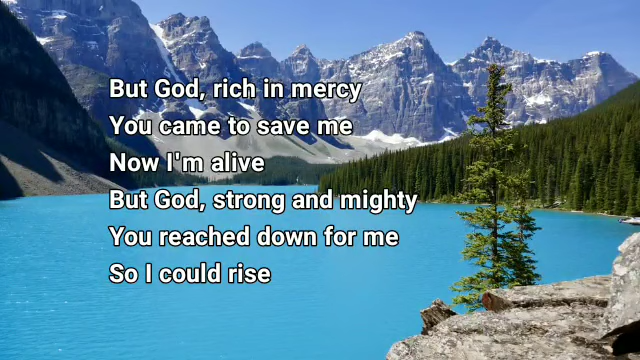 But God, rich in mercy
You came to save me
Now I'm alive
But God, strong and mighty
You reached down for me
So I could rise